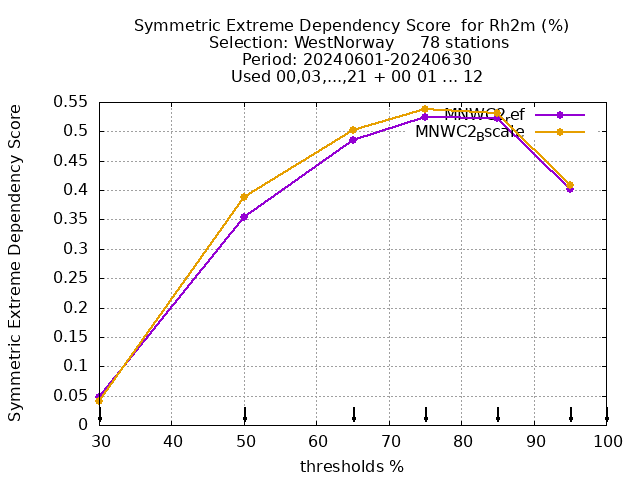 Symmetric Extreme Dependency Score for Rh2m (%)
Selection: WestNorway 78 stations
Period: 20240601-20240630
Used 00,03,...,21 + 00 01 ... 12
Symmetric Extreme Dependency Score
0.55
0.5
0.45
0.4
0.35
0.3
0.25
0.2
0.15
0.1
0.05
0
MNWC2
ef
MNWC2_Bscale
30 40 50 60 70 80 90 100
thresholds %